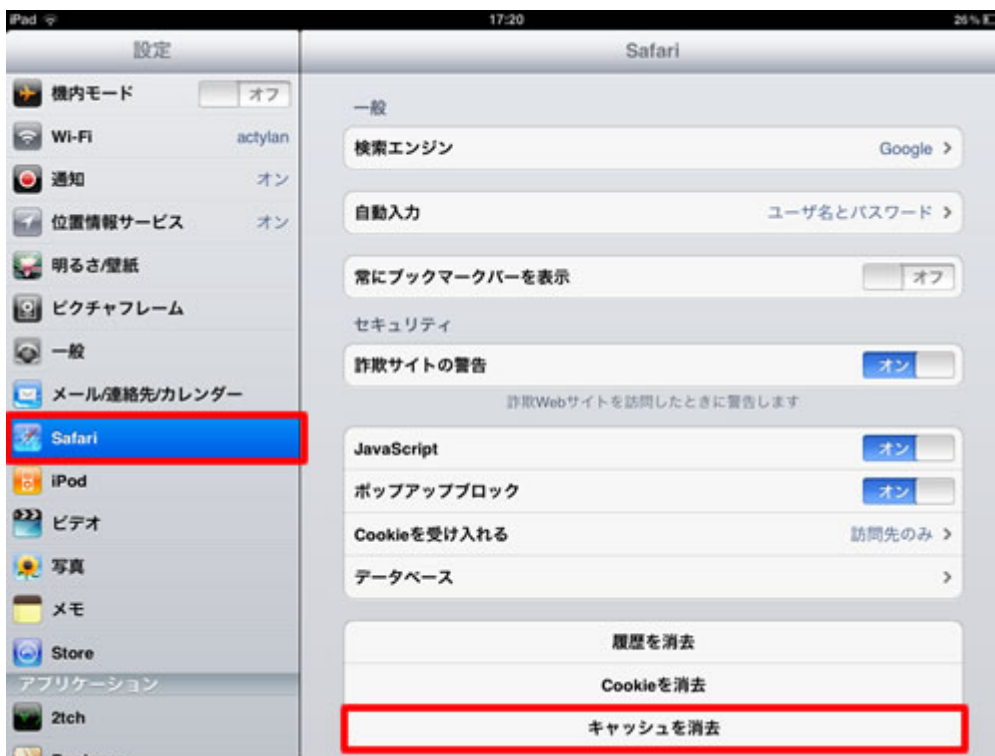 iPad 17:20 26%
設定
機内モード オフ
Wi-Fi actylan
通知 オン
位置情報サービス オン
明るさ/壁紙
ピクチャフレーム
一般
メール/連絡先/カレンダー
Safari
iPod
ビデオ
写真
メモ
Store
アプリケーション
2tch
Safari
一般
検索エンジン Google
自動入力 ユーザ名とパスワード
常にブックマークバーを表示 オフ
セキュリティ
詐欺サイトの警告 オン
詐欺Webサイトを訪問したときに警告します
JavaScript オン
ポップアップブロック オン
Cookieを受け入れる 訪問先のみ
データベース
履歴を消去
Cookieを消去
キャッシュを消去